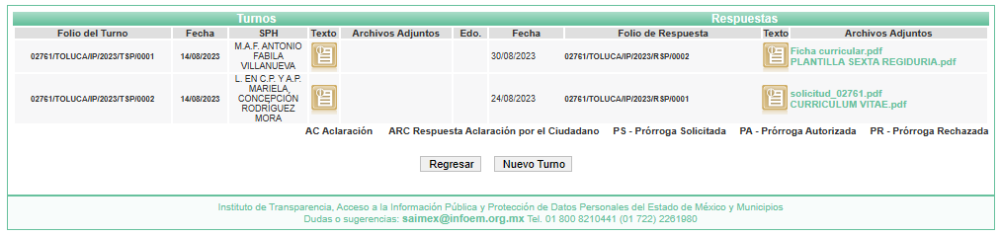 Turnos Respuestas
Folio del Turno Fecha SPH Texto Archivos Adjuntos Edo. Fecha Folio de Respuesta Texto Archivos Adjuntos
02761/TOLUCA/IP/2023/TSP/0001 14/08/2023 M.A.F. ANTONIO
FABILA
VILLANUEVA
30/08/2023 02761/TOLUCA/IP/2023/RSP/0002 Ficha curricular.pdf
PLANTILLA SEXTA REGIDURIA.pdf
02761/TOLUCA/IP/2023/TSP/0002 14/08/2023 L. EN C.P. Y A.P.
MARIELA
CONCEPCIÓN
RODRÍGUEZ
MORA
24/08/2023 02761/TOLUCA/IP/2023/RSP/0001 solicitud_02761.pdf
CURRICULUM VITAE.pdf
AC Aclaración ARC Respuesta Aclaración por el Ciudadano PS - Prórroga Solicitada PA - Prórroga Autorizada PR - Prórroga Rechazada
Regresar Nuevo Turno
Instituto de Transparencia, Acceso a la Información Pública y Protección de Datos Personales del Estado de México y Municipios
Dudas o sugerencias: saimex@infoem.org.mx Tel. 01 800 8210441 (01 722) 2261980